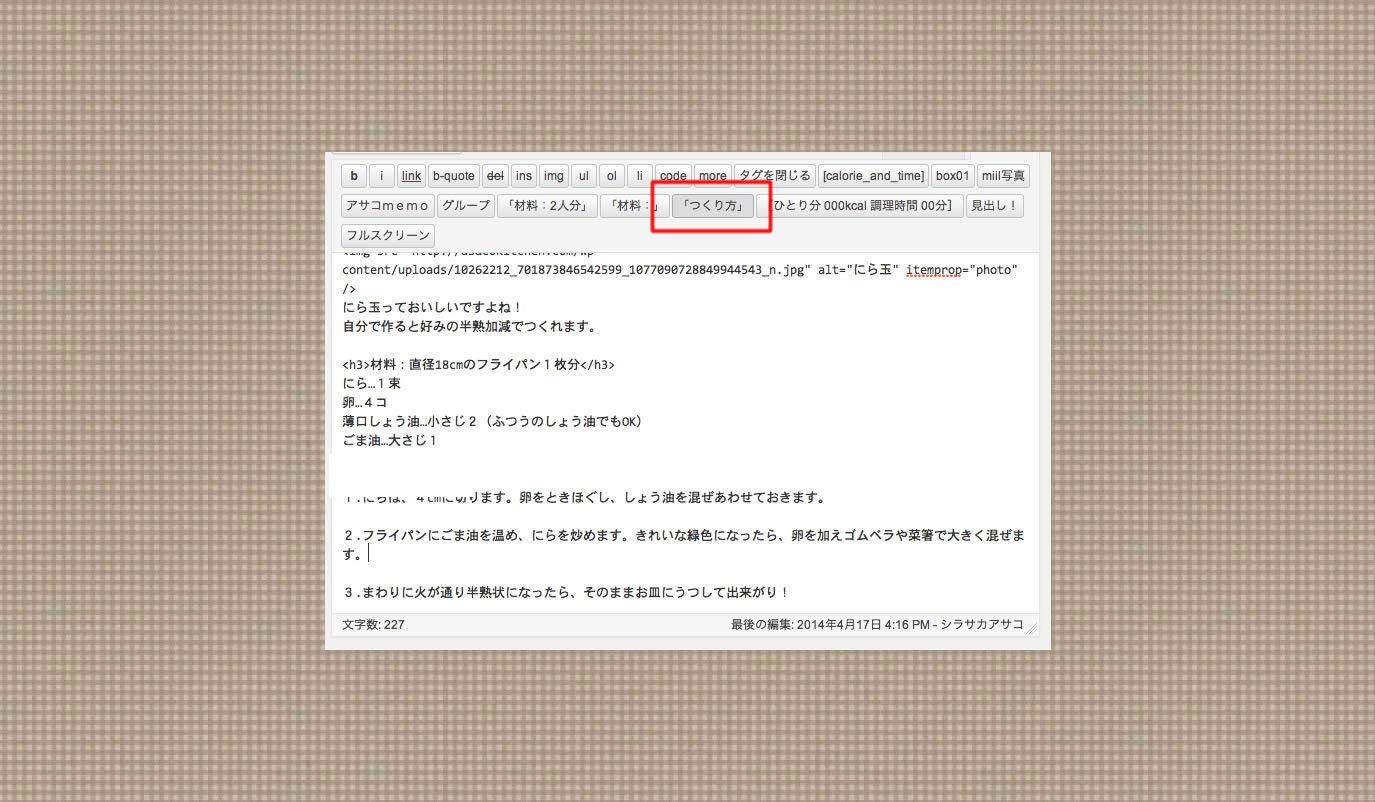 b i link b-quote del ins img ul ol li code more タグを閉じる [calorie_and_time] box01 miil写真
アサコｍｅｍｏ グループ 「材料：2人分」 「材料：」 「つくり方」 ひとり分 000kcal 調理時間 00分］ 見出し！
フルスクリーン
content/uploads/10262212_701873846542599_1077090728849944543_n.jpg" alt="にら玉" itemprop="photo"
/>
にら玉っておいしいですよね！
自分で作ると好みの半熟加減でつくれます。
<h3>材料：直径18cmのフライパン１枚分</h3>
にら…１束
卵…４コ
薄口しょう油…小さじ２（ふつうのしょう油でもOK）
ごま油…大さじ１
１.にらは、４cmに切ります。卵をときほぐし、しょう油を混ぜあわせておきます。
２.フライパンにごま油を温め、にらを炒めます。きれいな緑色になったら、卵を加えゴムベラや菜箸で大きく混ぜま
す。
３.まわりに火が通り半熟状になったら、そのままお皿にうつして出来がり！
文字数: 227 最後の編集: 2014年4月17日 4:16 PM - シラサカアサコ